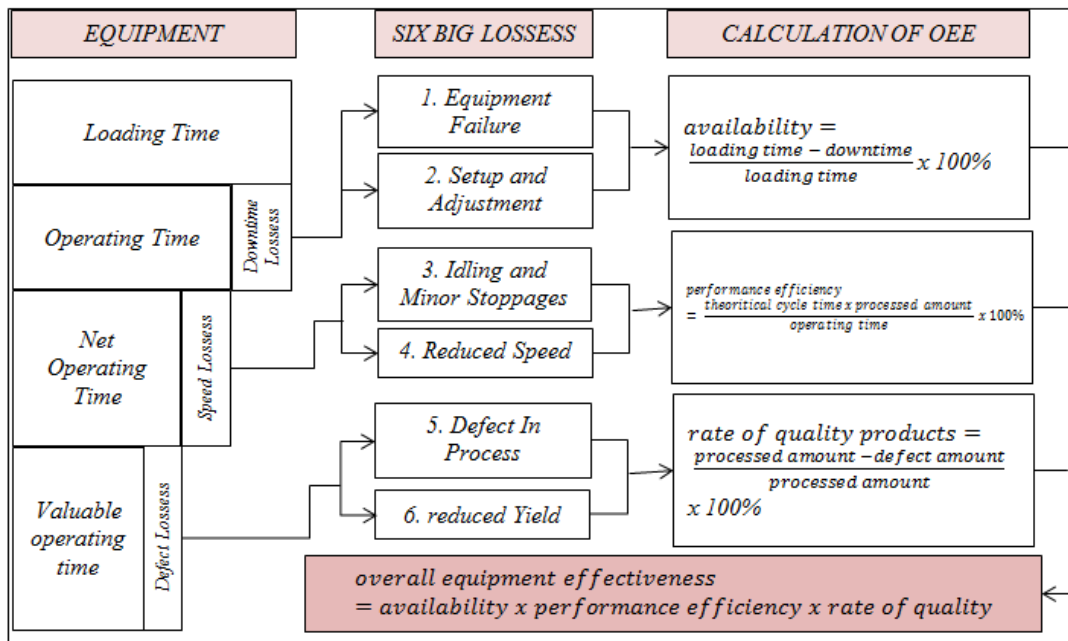 EQUIPMENT
SIX BIG LOSSESS
CALCULATION OF OEE
Loading Time
Operating Time
Downtime
Lossess
Net
Operating
Time
Speed Lossess
Valuable
operating
time
Defect Lossess
1. Equipment
Failure
2. Setup and
Adjustment
3. Idling and
Minor Stoppages
4. Reduced Speed
5. Defect In
Process
6. reduced Yield
availability =
loading time − downtime
loading time
x 100%
performance efficiency
= theoritical cycle time x processed amount
operating time
x 100%
rate of quality products =
processed amount −defect amount
processed amount
x 100%
overall equipment effectiveness
= availability x performance efficiency x rate of quality